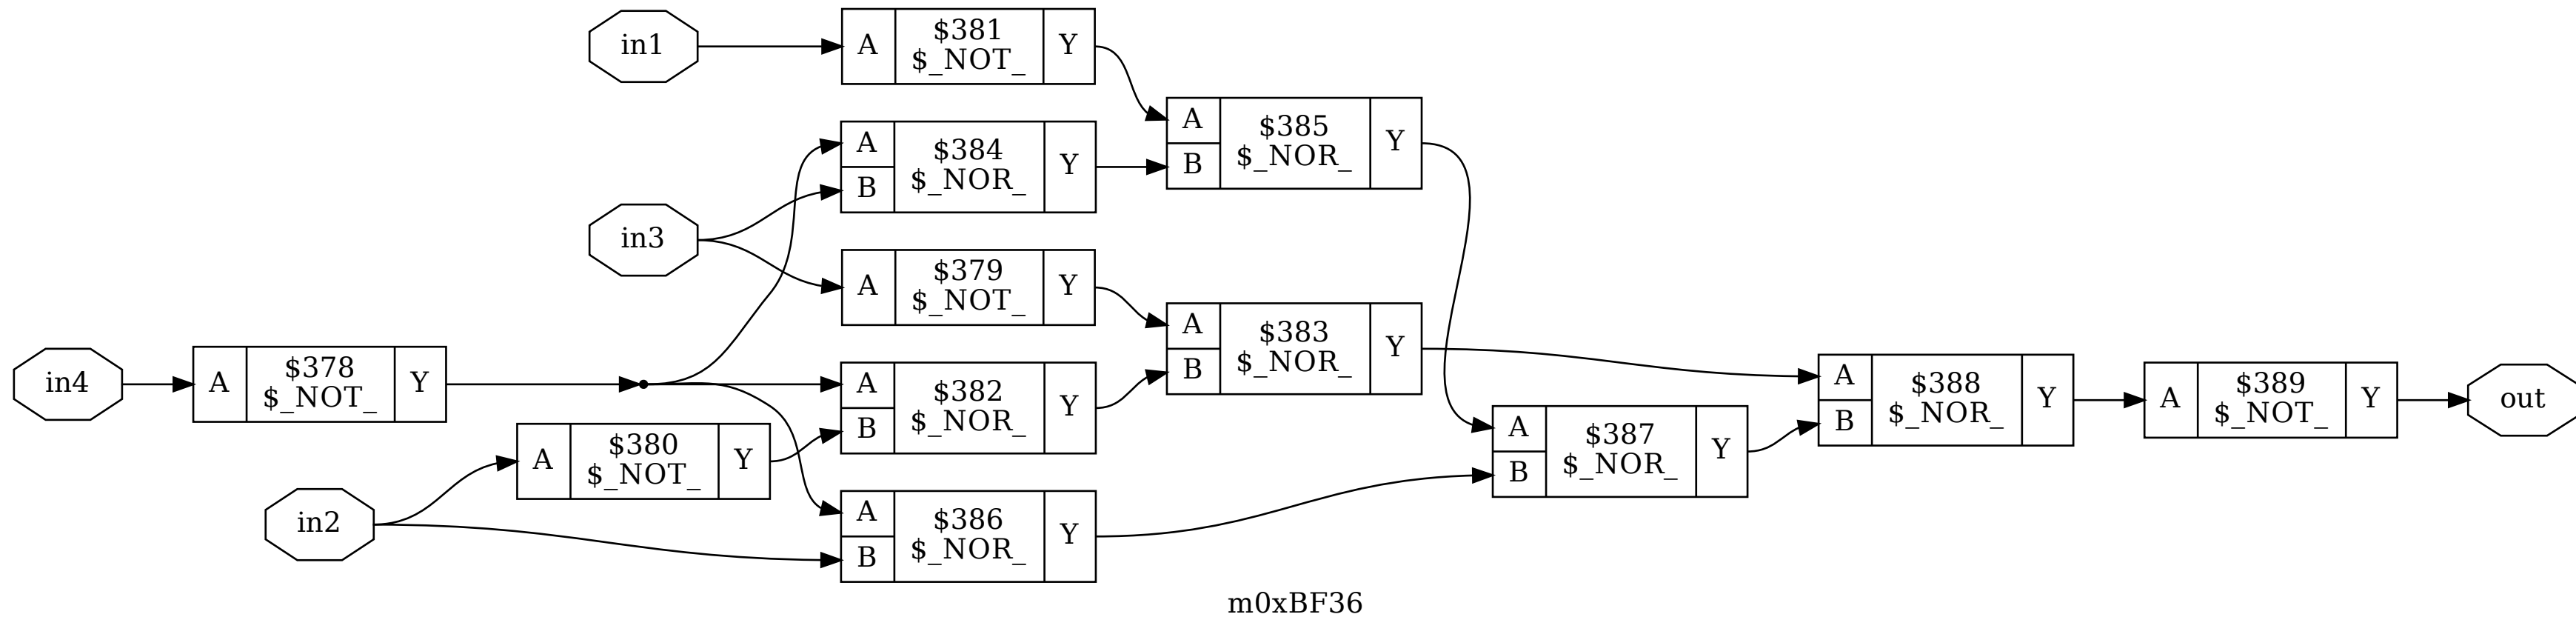 in1
A $381 $_NOT_ Y
A B $384 $_NOR_ Y
A B $385 $_NOR_ Y
in3
A $379 $_NOT_ Y
A B $383 $_NOR_ Y
in4
A $378 $_NOT_ Y
A B $382 $_NOR_ Y
A $380 $_NOT_ Y
in2
A B $386 $_NOR_ Y
A B $387 $_NOR_ Y
A B $388 $_NOR_ Y
A $389 $_NOT_ Y
out
m0xBF36